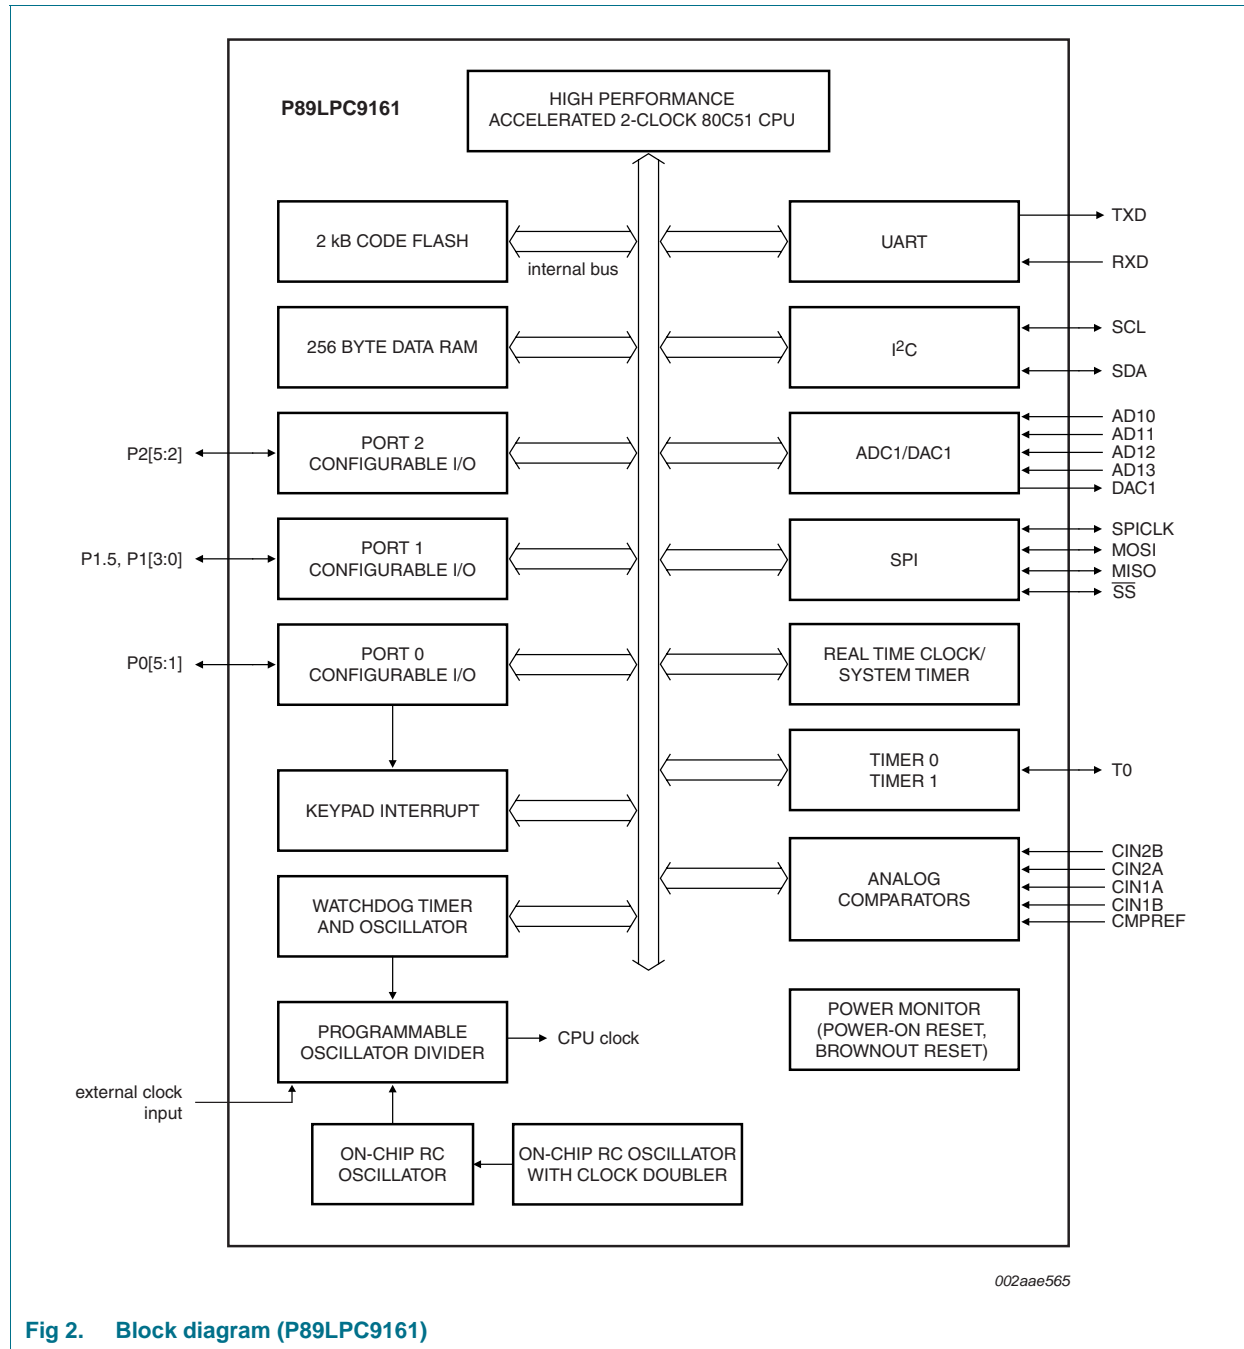 P89LPC9161
HIGH PERFORMANCE
ACCELERATED 2-CLOCK 80C51 CPU
2 kB CODE FLASH
internal bus
UART
TXD
RXD
256 BYTE DATA RAM
I²C
SCL
SDA
P2[5:2]
PORT 2
CONFIGURABLE I/O
ADC1/DAC1
AD10
AD11
AD12
AD13
DAC1
P1.5, P1[3:0]
PORT 1
CONFIGURABLE I/O
SPI
SPICLK
MOSI
MISO
S̅S̅
P0[5:1]
PORT 0
CONFIGURABLE I/O
REAL TIME CLOCK/
SYSTEM TIMER
TIMER 0
TIMER 1
T0
KEYPAD INTERRUPT
ANALOG
COMPARATORS
CIN2B
CIN2A
CIN1A
CIN1B
CMPREF
WATCHDOG TIMER
AND OSCILLATOR
PROGRAMMABLE
OSCILLATOR DIVIDER
CPU clock
POWER MONITOR
(POWER-ON RESET,
BROWNOUT RESET)
external clock
input
ON-CHIP RC
OSCILLATOR
ON-CHIP RC OSCILLATOR
WITH CLOCK DOUBLER
002aae565
Fig 2. Block diagram (P89LPC9161)